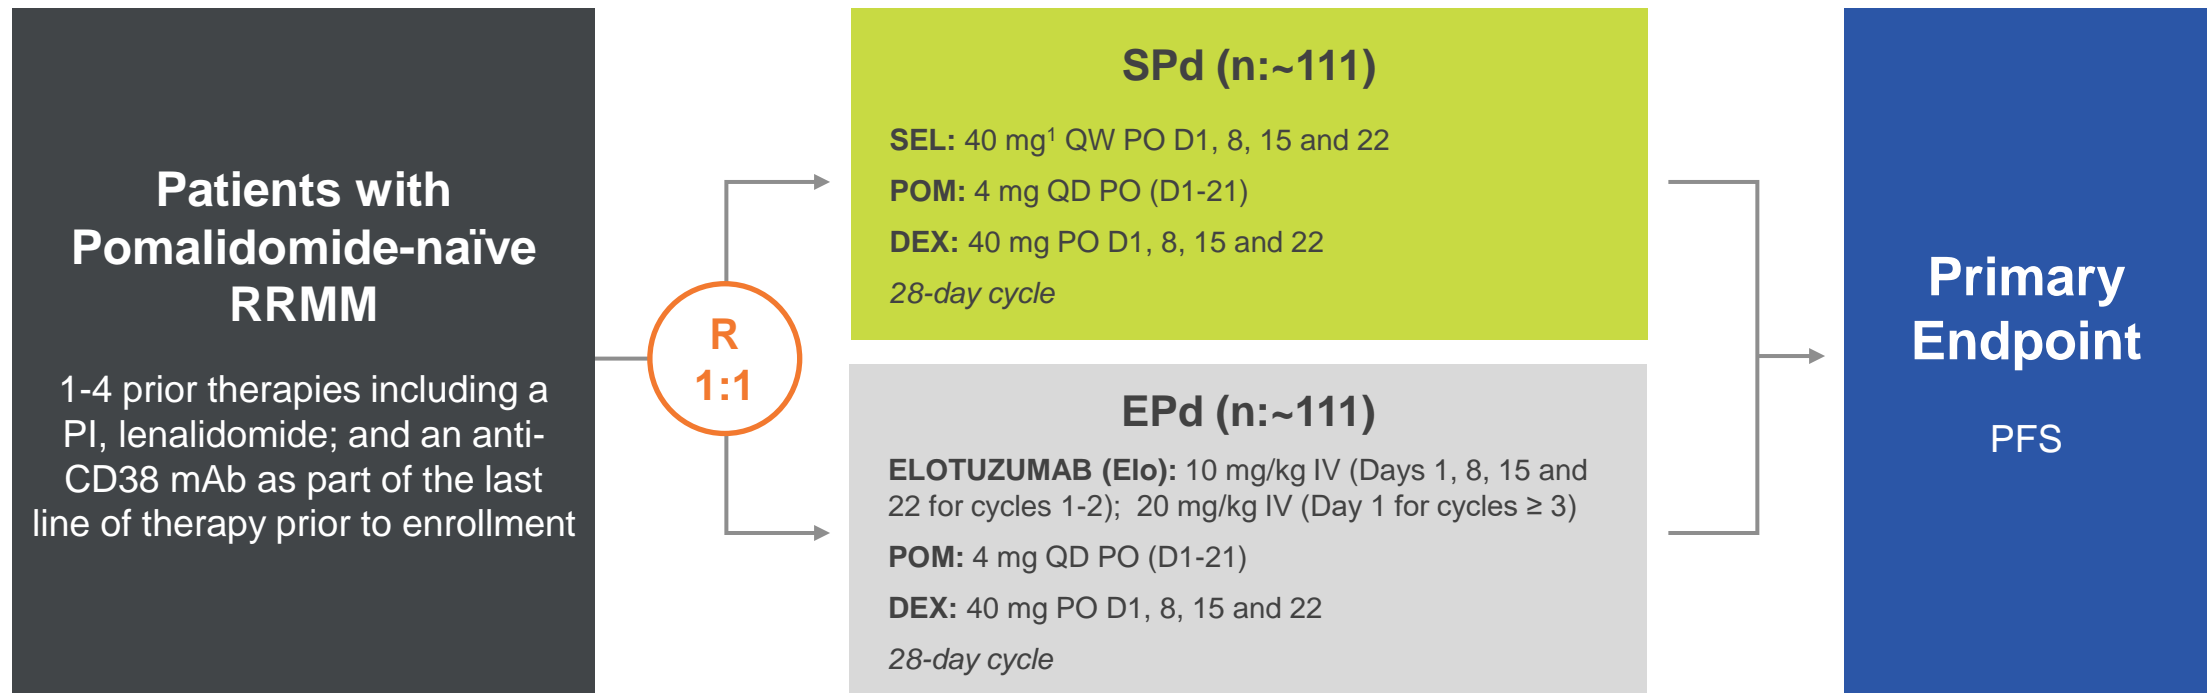 Patients with
Pomalidomide-naïve
RRMM
1-4 prior therapies including a
PI, lenalidomide; and an anti-
CD38 mAb as part of the last
line of therapy prior to enrollment
R
1:1
SPd (n:~111)
SEL: 40 mg¹ QW PO D1, 8, 15 and 22
POM: 4 mg QD PO (D1-21)
DEX: 40 mg PO D1, 8, 15 and 22
28-day cycle
EPd (n:~111)
ELOTUZUMAB (Elo): 10 mg/kg IV (Days 1, 8, 15 and
22 for cycles 1-2); 20 mg/kg IV (Day 1 for cycles ≥ 3)
POM: 4 mg QD PO (D1-21)
DEX: 40 mg PO D1, 8, 15 and 22
28-day cycle
Primary
Endpoint
PFS